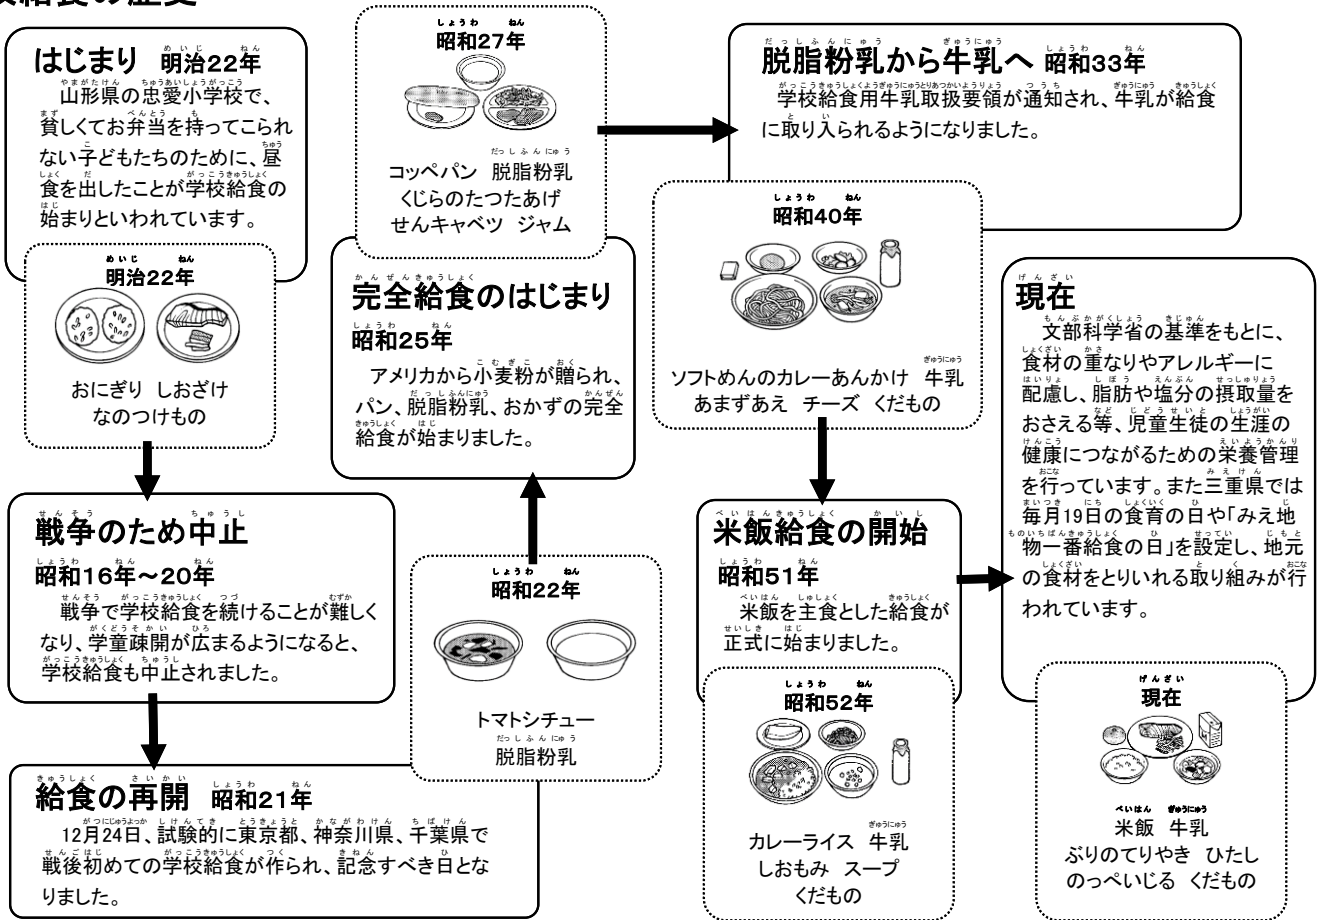 給食の歴史
はじまり 明治22年
山形県の忠愛小学校で、
貧しくてお弁当を持ってこられ
ない子どもたちのために、昼
食を出したことが学校給食の
始まりといわれています。
明治22年
おにぎり しおざけ
なのつけもの
戦争のため中止
昭和16年～20年
戦争で学校給食を続けることが難しく
なり、学童疎開が広まるようになると、
学校給食も中止されました。
給食の再開 昭和21年
12月24日、試験的に東京都、神奈川県、千葉県で
戦後初めての学校給食が作られ、記念すべき日とな
りました。
昭和22年
トマトシチュー
脱脂粉乳
完全給食のはじまり
昭和25年
アメリカから小麦粉が贈られ、
パン、脱脂粉乳、おかずの完全
給食が始まりました。
昭和27年
コッペパン 脱脂粉乳
くじらのたつたあげ
せんキャベツ ジャム
脱脂粉乳から牛乳へ 昭和33年
学校給食用牛乳取扱要領が通知され、牛乳が給食
に取り入られるようになりました。
昭和40年
ソフトめんのカレーあんかけ 牛乳
あまずあえ チーズ くだもの
米飯給食の開始
昭和51年
米飯を主食とした給食が
正式に始まりました。
昭和52年
カレーライス 牛乳
しおもみ スープ
くだもの
現在
文部科学省の基準をもとに、
食材の重なりやアレルギーに
配慮し、脂肪や塩分の摂取量を
おさえる等、児童生徒の生涯の
健康につながるための栄養管理
を行っています。また三重県では
毎月19日の食育の日や「みえ地
物一番給食の日」を設定し、地元
の食材をとりいれる取り組みが行
われています。
現在
米飯 牛乳
ぶりのてりやき ひたし
のっぺいじる くだもの